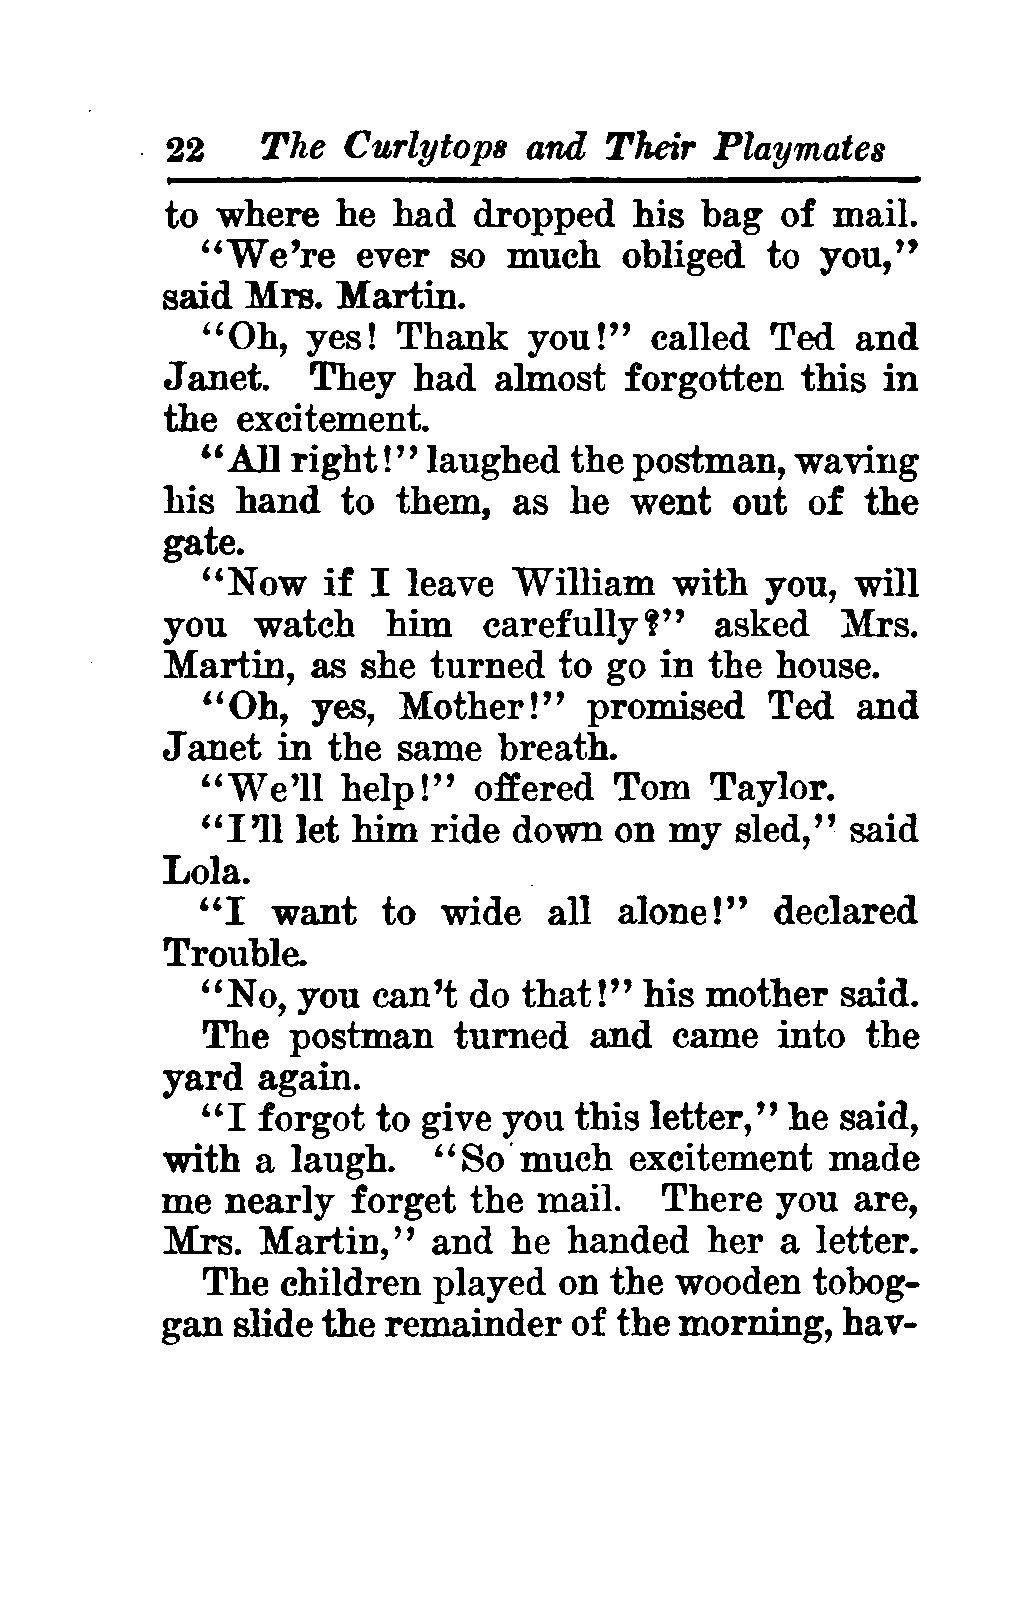 22 The Curlytops and Their Playmates
to where he had dropped his bag of mail.
“We’re ever so much obliged to you,”
said Mrs. Martin.
“Oh, yes! Thank you!” called Ted and
Janet. They had almost forgotten this in
the excitement.
“All right!” laughed the postman, waving
his hand to them, as he went out of the
gate.
“Now if I leave William with you, will
you watch him carefully?” asked Mrs.
Martin, as she turned to go in the house.
“Oh, yes, Mother!” promised Ted and
Janet in the same breath.
“We’ll help!” offered Tom Taylor.
“I’ll let him ride down on my sled,” said
Lola.
“I want to wide all alone!” declared
Trouble.
“No, you can’t do that!” his mother said.
The postman turned and came into the
yard again.
“I forgot to give you this letter,” he said,
with a laugh. “So much excitement made
me nearly forget the mail. There you are,
Mrs. Martin,” and he handed her a letter.
The children played on the wooden tobog-
gan slide the remainder of the morning, hav-